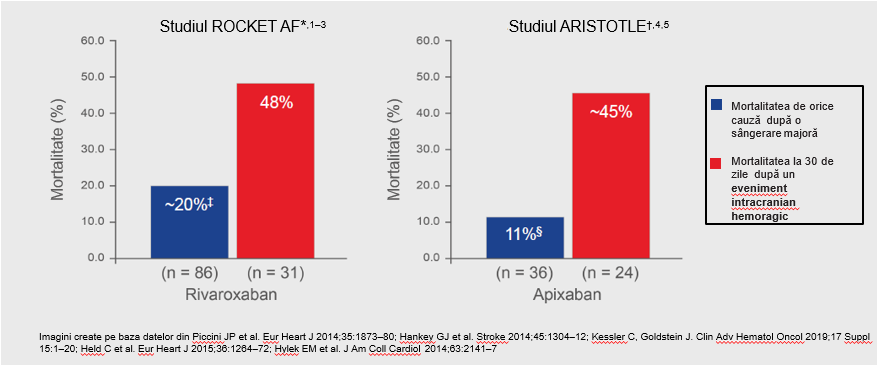 Studiul ROCKET AF*,1–3
60.0
50.0
40.0
30.0
20.0
10.0
0.0
Mortalitate (%)
48%
~20%‡
(n = 86)
(n = 31)
Rivaroxaban
Studiul ARISTOTLE†.4,5
60.0
50.0
40.0
30.0
20.0
10.0
0.0
Mortalitate (%)
~45%
11%§
(n = 36)
(n = 24)
Apixaban
Mortalitatea de orice
cauză după o
sângerare majoră
Mortalitatea la 30 de
zile după un
eveniment
intracranian
hemoragic
Imagini create pe baza datelor din Piccini JP et al. Eur Heart J 2014;35:1873–80; Hankey GJ et al. Stroke 2014;45:1304–12; Kessler C, Goldstein J. Clin Adv Hematol Oncol 2019;17 Suppl
15:1–20; Held C et al. Eur Heart J 2015;36:1264–72; Hylek EM et al. J Am Coll Cardiol 2014;63:2141–7